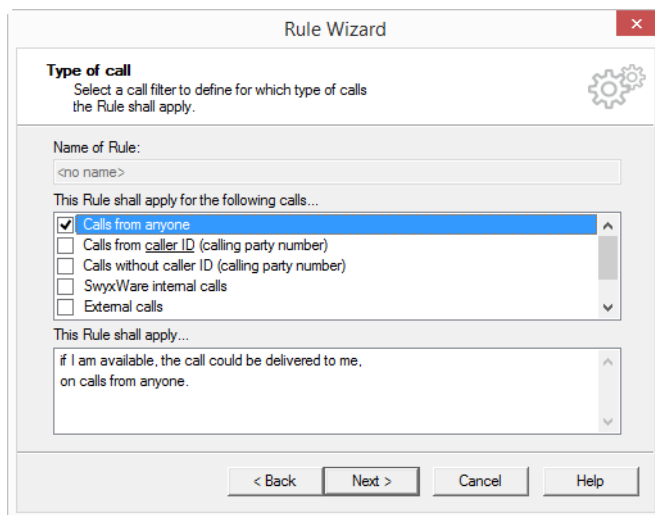 Rule Wizard
Type of call
Select a call filter to define for which type of calls
the Rule shall apply.
Name of Rule:
<no name>
This Rule shall apply for the following calls...
Calls from anyone
Calls from caller ID (calling party number)
Calls without caller ID (calling party number)
SwyxWare internal calls
External calls
This Rule shall apply...
if I am available, the call could be delivered to me,
on calls from anyone.
< Back Next > Cancel Help